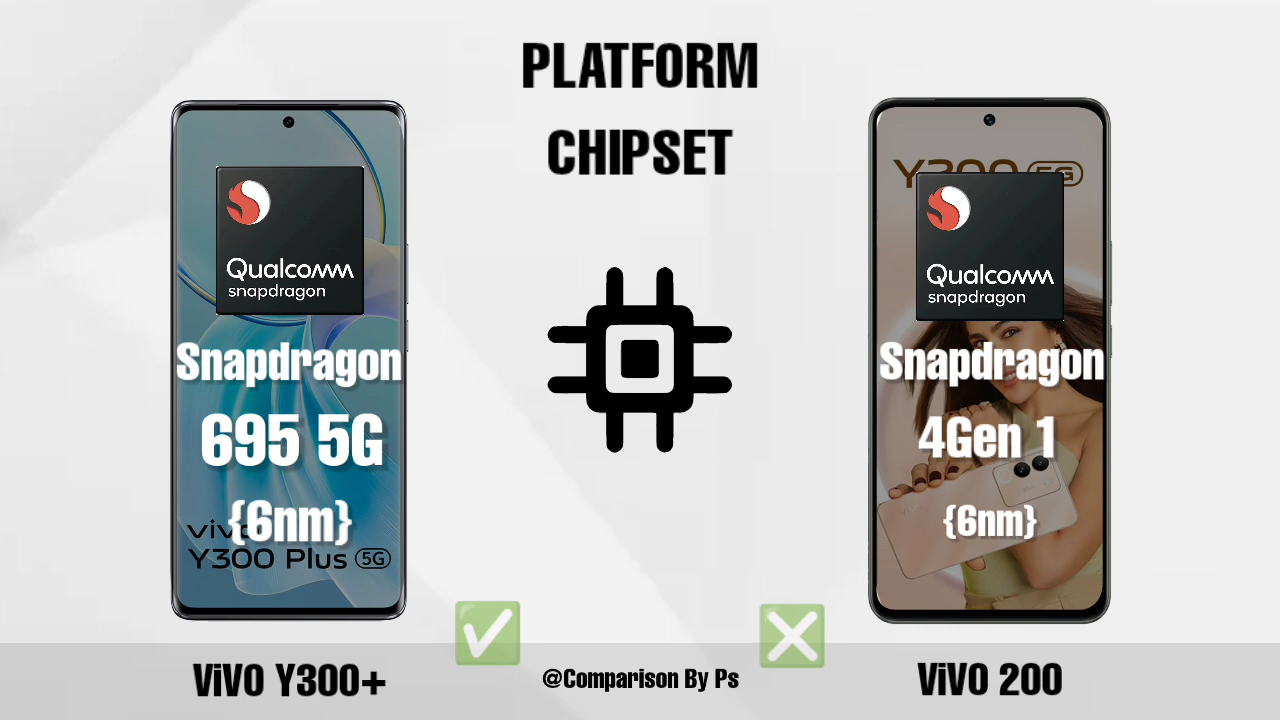 PLATFORM
CHIPSET
Qualcomm
snapdragon
Snapdragon
695 5G
{6nm}
vivo
Y300 Plus 5G
Y300 5G
Qualcomm
snapdragon
Snapdragon
4Gen 1
{6nm}
ViVO Y300+
@Comparison By Ps
ViVO 200